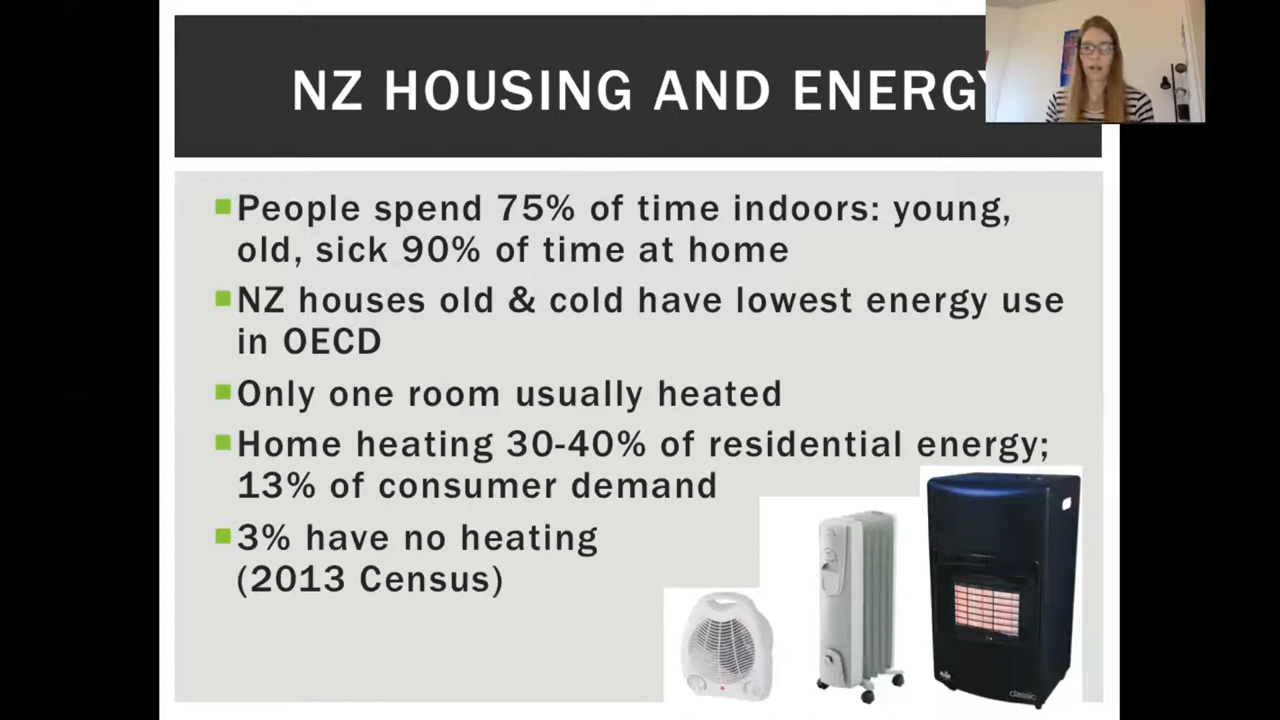 NZ HOUSING AND ENERGY
People spend 75% of time indoors: young,
old, sick 90% of time at home
NZ houses old & cold have lowest energy use
in OECD
Only one room usually heated
Home heating 30-40% of residential energy;
13% of consumer demand
3% have no heating
(2013 Census)
classic